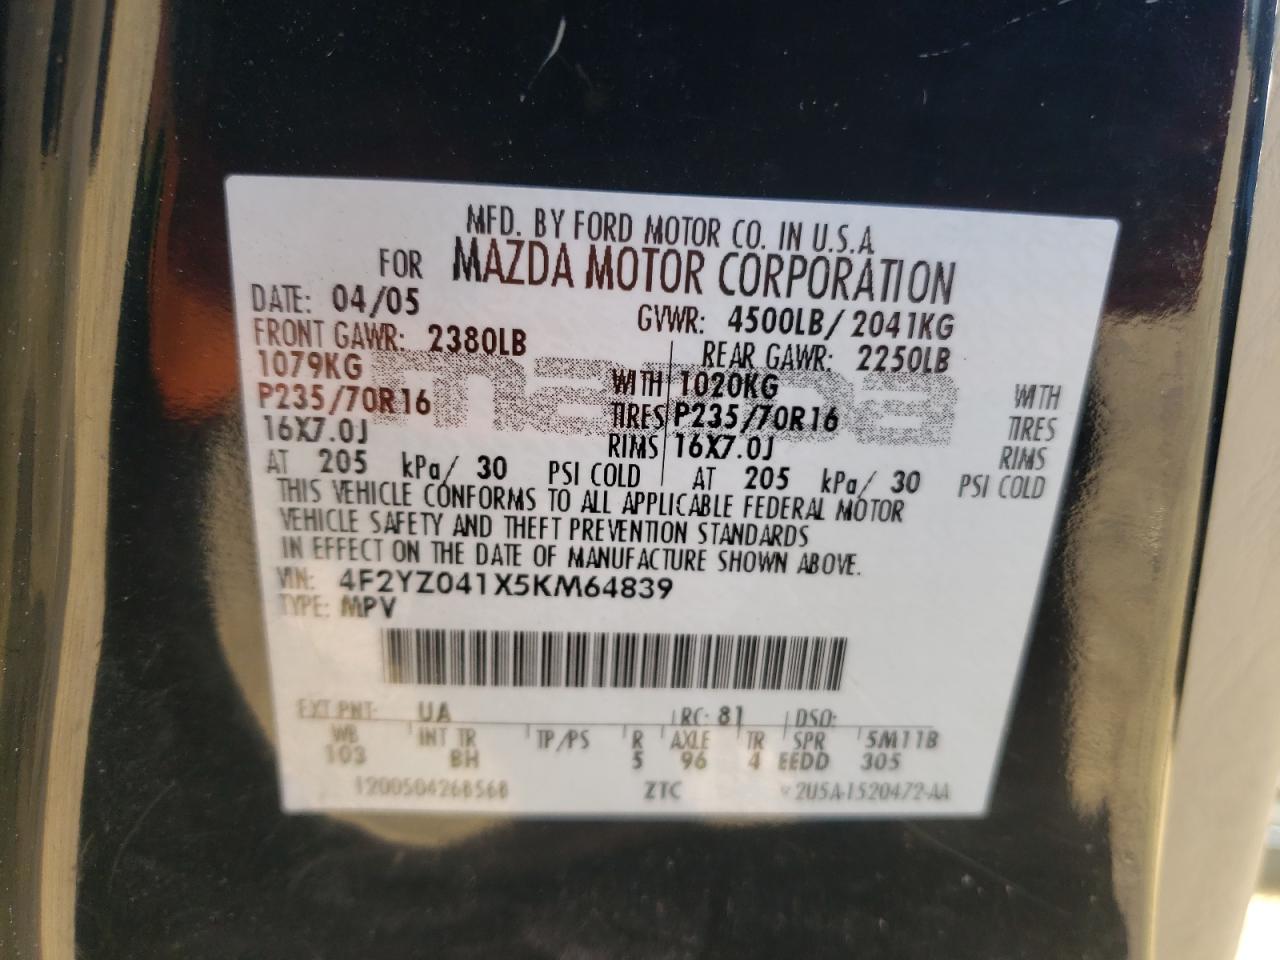 MFD. BY FORD MOTOR CO. IN U.S.A
FOR MAZDA MOTOR CORPORATION
DATE: 04/05 GVWR: 4500LB/2041KG
FRONT GAWR: 2380LB REAR GAWR: 2250LB
1079KG WITH 1020KG WITH
P235/70R16 TIRES P235/70R16 TIRES
16X7.0J RIMS 16X7.0J RIMS
AT 205 kPa/ 30 PSI COLD AT 205 kPa/ 30 PSI COLD
THIS VEHICLE CONFORMS TO ALL APPLICABLE FEDERAL MOTOR
VEHICLE SAFETY AND THEFT PREVENTION STANDARDS
IN EFFECT ON THE DATE OF MANUFACTURE SHOWN ABOVE.
VIN: 4F2YZ041X5KM64839
TYPE: MPV
EXT PNT: UA RC: 81 DSO:
WB INT TR TP/PS R AXLE TR SPR 5M11B
103 BH 5 96 4 EEDD 305
1200504268568 ZTC 2U5A-1520472-AA